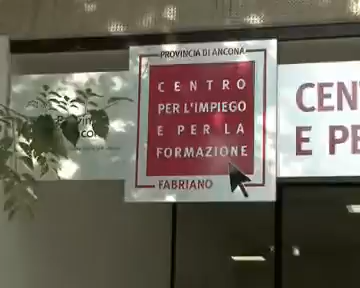 PROVINCIA DI ANCONA
CENTRO
PER L'IMPIEGO
E PER LA
FORMAZIONE
FABRIANO
CEN
E PE